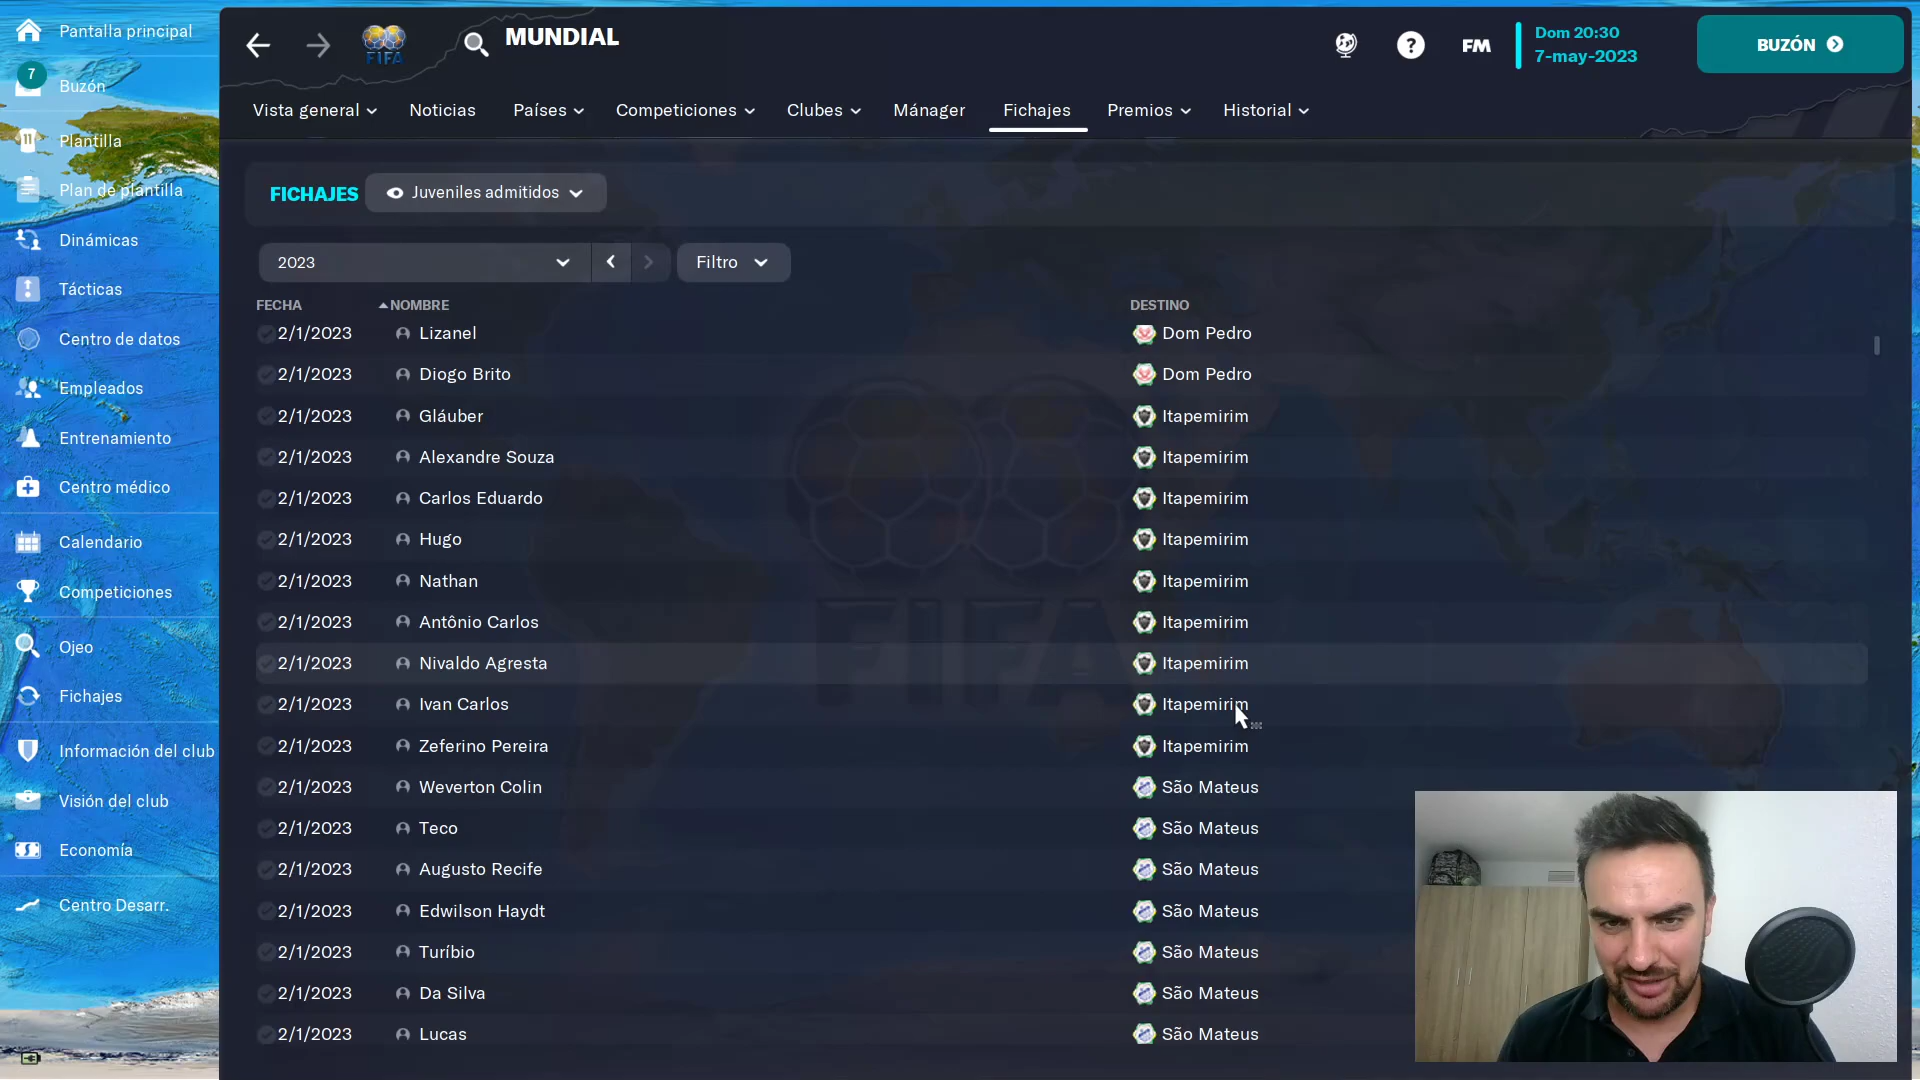 Pantalla principal
7
Buzón
Plantilla
Plan de plantilla
Dinámicas
Tácticas
Centro de datos
Empleados
Entrenamiento
Centro médico
Calendario
Competiciones
Ojeo
Fichajes
Información del club
Visión del club
Economía
Centro Desarr.
FIFA
MUNDIAL
?
FM
Dom 20:30
7-may-2023
BUZÓN
Vista general
Noticias
Países
Competiciones
Clubes
Mánager
Fichajes
Premios
Historial
FICHAJES
Juveniles admitidos
2023
Filtro
FECHA NOMBRE DESTINO
2/1/2023 Lizanel Dom Pedro
2/1/2023 Diogo Brito Dom Pedro
2/1/2023 Gláuber Itapemirim
2/1/2023 Alexandre Souza Itapemirim
2/1/2023 Carlos Eduardo Itapemirim
2/1/2023 Hugo Itapemirim
2/1/2023 Nathan Itapemirim
2/1/2023 Antônio Carlos Itapemirim
2/1/2023 Nivaldo Agresta Itapemirim
2/1/2023 Ivan Carlos Itapemirim
2/1/2023 Zeferino Pereira Itapemirim
2/1/2023 Weverton Colin São Mateus
2/1/2023 Teco São Mateus
2/1/2023 Augusto Recife São Mateus
2/1/2023 Edwilson Haydt São Mateus
2/1/2023 Turíbio São Mateus
2/1/2023 Da Silva São Mateus
2/1/2023 Lucas São Mateus
FIFA